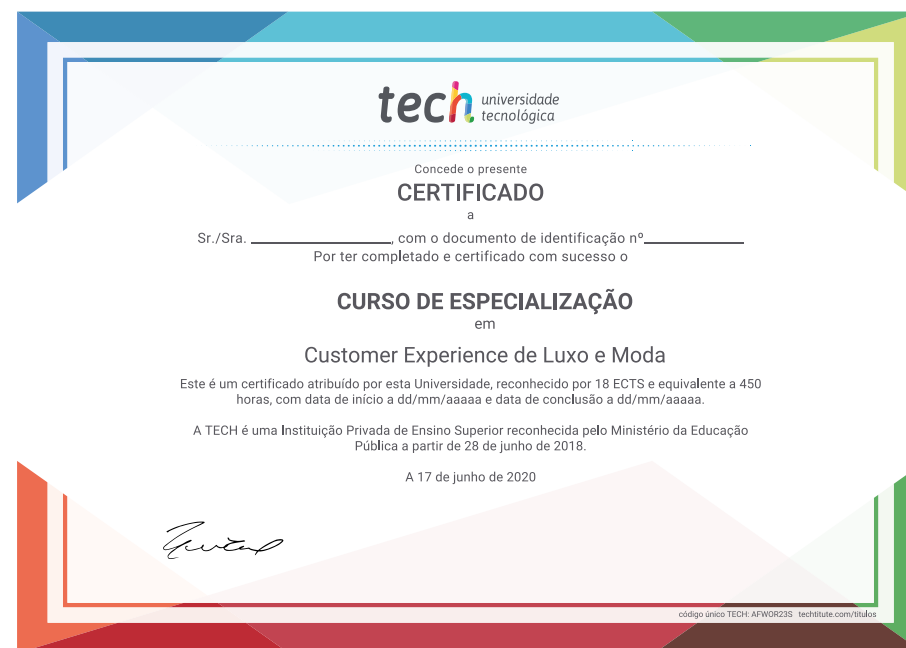 tech universidade
tecnológica
Concede o presente
CERTIFICADO
a
Sr./Sra. ________________, com o documento de identificação nº____________
Por ter completado e certificado com sucesso o
CURSO DE ESPECIALIZAÇÃO
em
Customer Experience de Luxo e Moda
Este é um certificado atribuído por esta Universidade, reconhecido por 18 ECTS e equivalente a 450
horas, com data de início a dd/mm/aaaaa e data de conclusão a dd/mm/aaaaa.
A TECH é uma Instituição Privada de Ensino Superior reconhecida pelo Ministério da Educação
Pública a partir de 28 de junho de 2018.
A 17 de junho de 2020
código único TECH: AFWOR23S techtitute.com/titulos